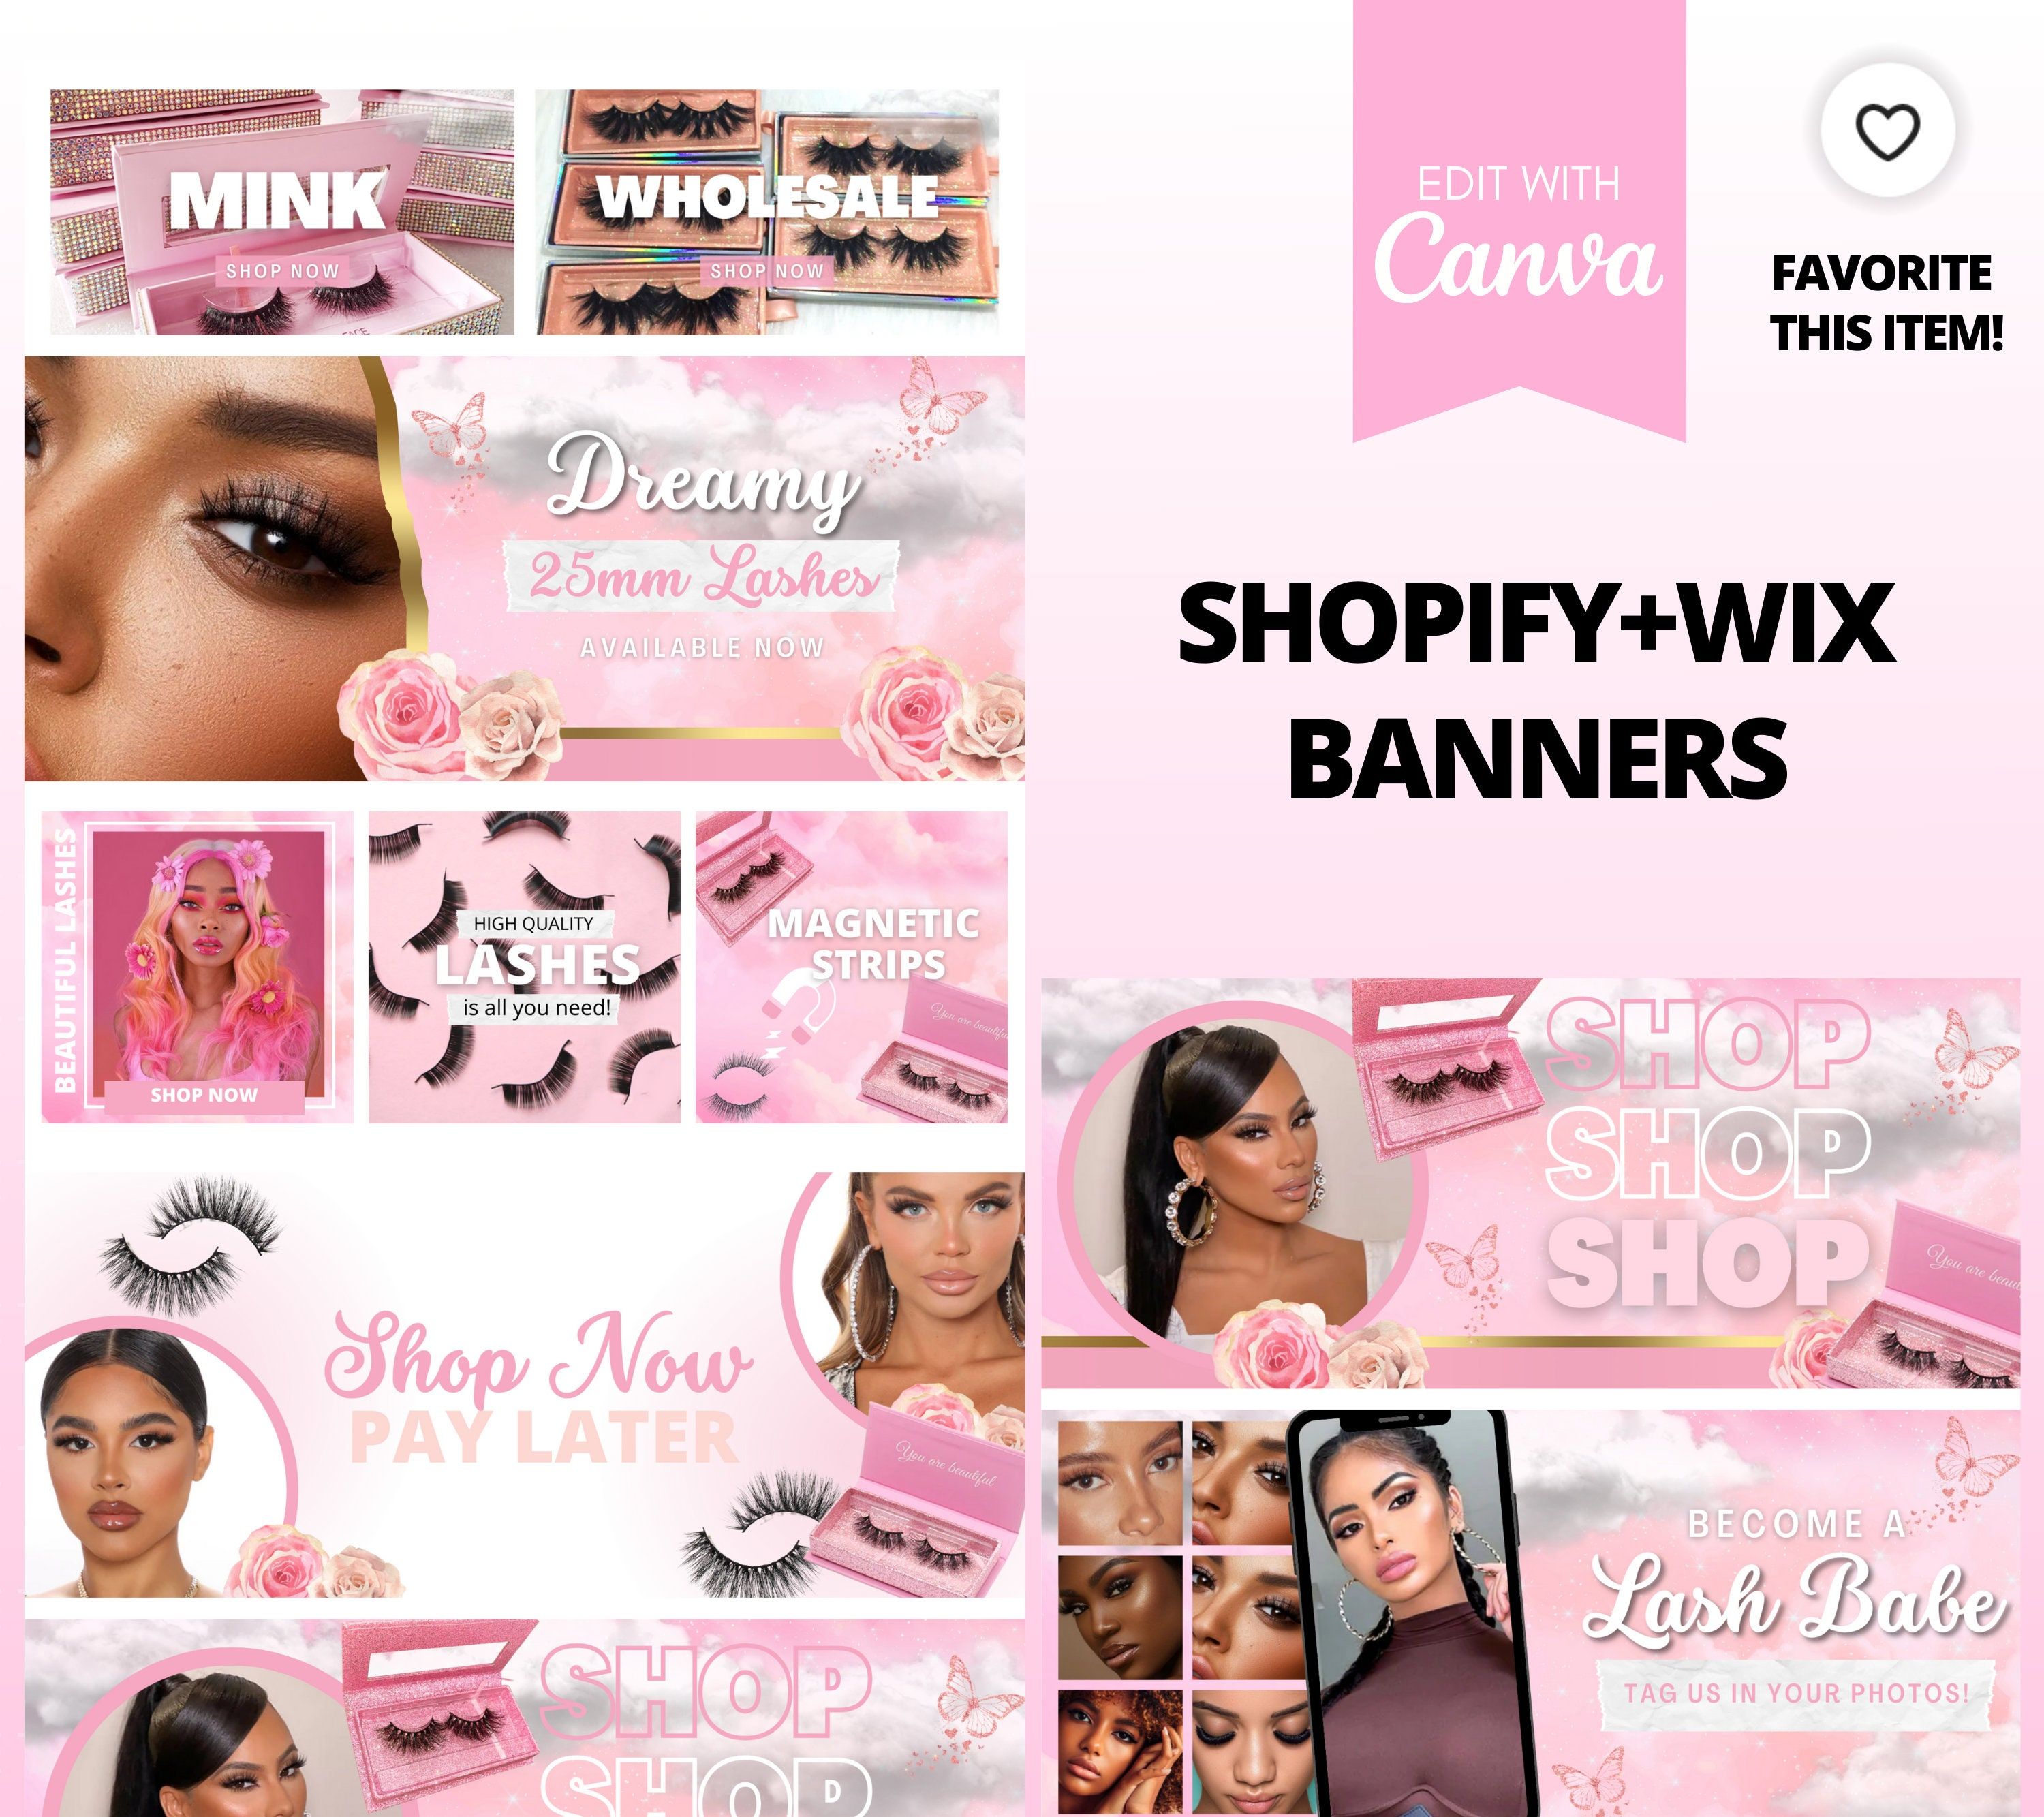 MINK
SHOP NOW
WHOLESALE
SHOP NOW
Dreamy
25mm Lashes
AVAILABLE NOW
BEAUTIFUL LASHES
SHOP NOW
HIGH QUALITY
LASHES
is all you need!
MAGNETIC
STRIPS
You are beautiful
Shop Now
PAY LATER
You are beautiful
SHOP
SHOP
EDIT WITH
Canva
FAVORITE
THIS ITEM!
SHOPIFY+WIX
BANNERS
SHOP
SHOP
SHOP
You are beau
BECOME A
Lash Babe
TAG US IN YOUR PHOTOS!